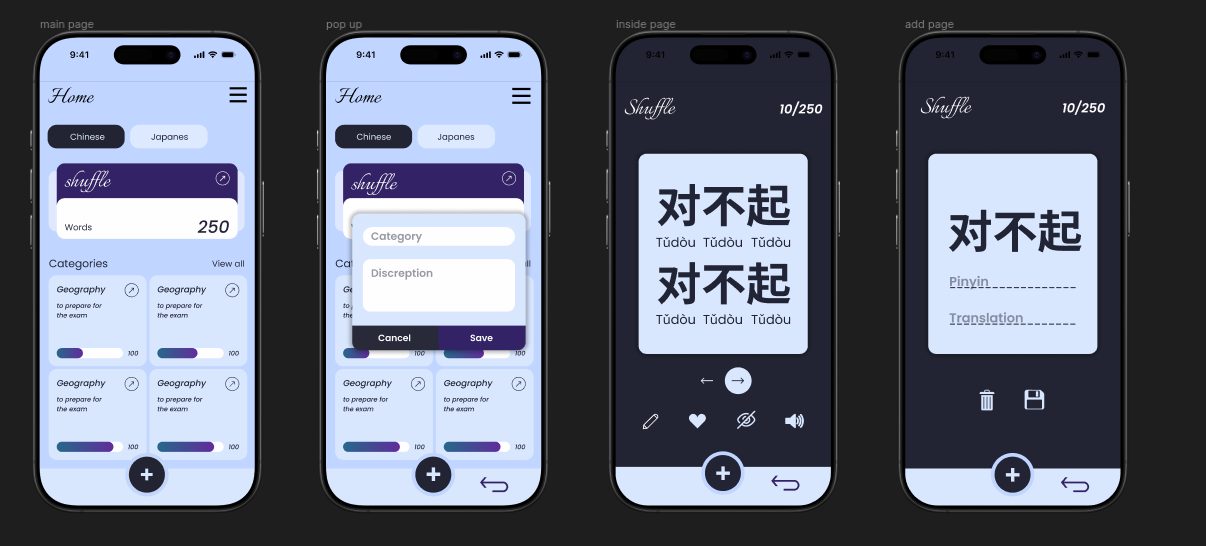 main page
9:41
Home
Chinese
Japanes
shuffle
Words
250
Categories
View all
Geography
to prepare for
the exam
100
Geography
to prepare for
the exam
100
Geography
to prepare for
the exam
100
Geography
to prepare for
the exam
100
pop up
9:41
Home
Chinese
Japanes
shuffle
Category
Discreption
Cancel
Save
100
100
Geography
to prepare for
the exam
100
Geography
to prepare for
the exam
100
inside page
9:41
Shuffle
10/250
对不起
Tǔdòu Tǔdòu Tǔdòu
对不起
Tǔdòu Tǔdòu Tǔdòu
add page
9:41
Shuffle
10/250
对不起
Pinyin
Translation